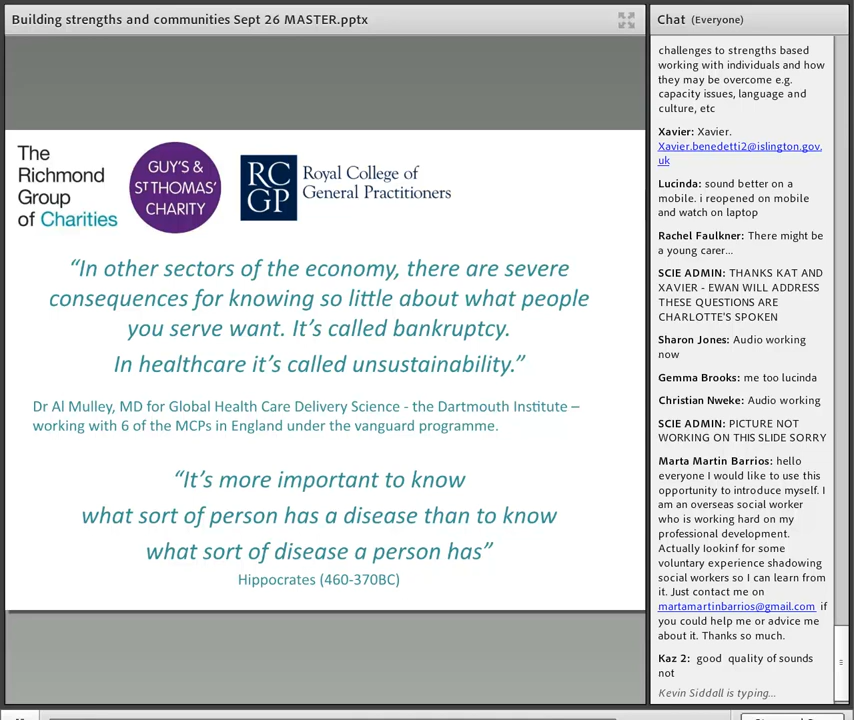 Building strengths and communities Sept 26 MASTER.pptx
The
Richmond
Group
of Charities
GUY'S &
ST THOMAS'
CHARITY
RC
GP
Royal College of
General Practitioners
“In other sectors of the economy, there are severe
consequences for knowing so little about what people
you serve want. It’s called bankruptcy.
In healthcare it’s called unsustainability.”
Dr Al Mulley, MD for Global Health Care Delivery Science - the Dartmouth Institute –
working with 6 of the MCPs in England under the vanguard programme.
“It’s more important to know
what sort of person has a disease than to know
what sort of disease a person has”
Hippocrates (460-370BC)
Chat (Everyone)
challenges to strengths based
working with individuals and how
they may be overcome e.g.
capacity issues, language and
culture, etc
Xavier: Xavier.
Xavier.benedetti2@islington.gov.
uk
Lucinda: sound better on a
mobile. i reopened on mobile
and watch on laptop
Rachel Faulkner: There might be
a young carer...
SCIE ADMIN: THANKS KAT AND
XAVIER - EWAN WILL ADDRESS
THESE QUESTIONS ARE
CHARLOTTE'S SPOKEN
Sharon Jones: Audio working
now
Gemma Brooks: me too lucinda
Christian Nweke: Audio working
SCIE ADMIN: PICTURE NOT
WORKING ON THIS SLIDE SORRY
Marta Martin Barrios: hello
everyone I would like to use this
opportunity to introduce myself. I
am an overseas social worker
who is working hard on my
professional development.
Actually lookinf for some
voluntary experience shadowing
social workers so I can learn from
it. Just contact me on
martamartinbarrios@gmail.com if
you could help me or advice me
about it. Thanks so much.
Kaz 2: good quality of sounds
not
Kevin Siddall is typing...